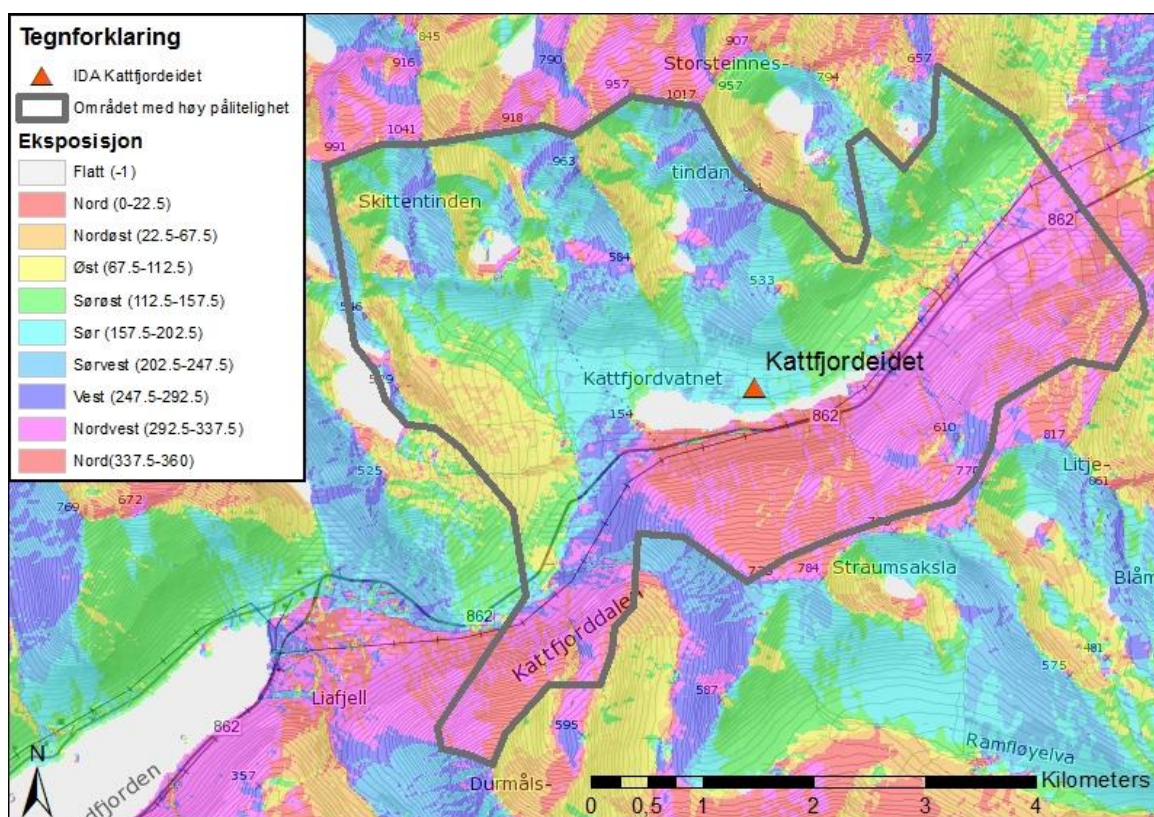 Tegnforklaring
IDA Kattfjordeidet
Området med høy pålitelighet
Eksposisjon
Flatt (-1)
Nord (0-22.5)
Nordøst (22.5-67.5)
Øst (67.5-112.5)
Sørøst (112.5-157.5)
Sør (157.5-202.5)
Sørvest (202.5-247.5)
Vest (247.5-292.5)
Nordvest (292.5-337.5)
Nord(337.5-360)
845
916
790
907
Storsteinnes-
657
957
957
794
1017
918
1041
991
963
tindan
Skittentinden
862
584
533
546
Kattfjordeidet
Kattfjordvatnet
154
862
610
817
770
Litje-
861
525
672
769
784
Straumsaksla
Blåm
862
Kattfjorddalen
481
575
587
Liafjell
595
862
Ramfløyelva
N
357
Durmåls-
dfjorden
Kilometers
0 0,5 1 2 3 4